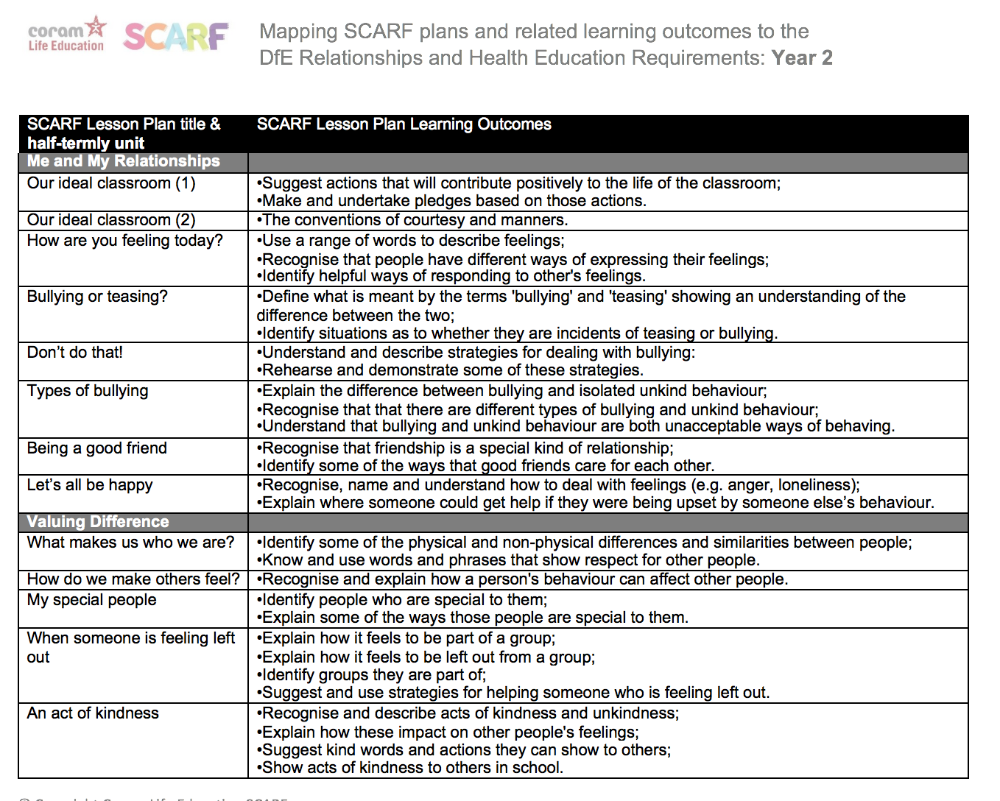 coram
Life Education
SCARF
Mapping SCARF plans and related learning outcomes to the
DfE Relationships and Health Education Requirements: Year 2
SCARF Lesson Plan title &
half-termly unit
SCARF Lesson Plan Learning Outcomes
Me and My Relationships
Our ideal classroom (1)
•Suggest actions that will contribute positively to the life of the classroom;
•Make and undertake pledges based on those actions.
Our ideal classroom (2)
•The conventions of courtesy and manners.
How are you feeling today?
•Use a range of words to describe feelings;
•Recognise that people have different ways of expressing their feelings;
•Identify helpful ways of responding to other's feelings.
Bullying or teasing?
•Define what is meant by the terms 'bullying' and 'teasing' showing an understanding of the
difference between the two;
•Identify situations as to whether they are incidents of teasing or bullying.
Don’t do that!
•Understand and describe strategies for dealing with bullying:
•Rehearse and demonstrate some of these strategies.
Types of bullying
•Explain the difference between bullying and isolated unkind behaviour;
•Recognise that that there are different types of bullying and unkind behaviour;
•Understand that bullying and unkind behaviour are both unacceptable ways of behaving.
Being a good friend
•Recognise that friendship is a special kind of relationship;
•Identify some of the ways that good friends care for each other.
Let’s all be happy
•Recognise, name and understand how to deal with feelings (e.g. anger, loneliness);
•Explain where someone could get help if they were being upset by someone else’s behaviour.
Valuing Difference
What makes us who we are?
•Identify some of the physical and non-physical differences and similarities between people;
•Know and use words and phrases that show respect for other people.
How do we make others feel?
•Recognise and explain how a person's behaviour can affect other people.
My special people
•Identify people who are special to them;
•Explain some of the ways those people are special to them.
When someone is feeling left
out
•Explain how it feels to be part of a group;
•Explain how it feels to be left out from a group;
•Identify groups they are part of;
•Suggest and use strategies for helping someone who is feeling left out.
An act of kindness
•Recognise and describe acts of kindness and unkindness;
•Explain how these impact on other people's feelings;
•Suggest kind words and actions they can show to others;
•Show acts of kindness to others in school.